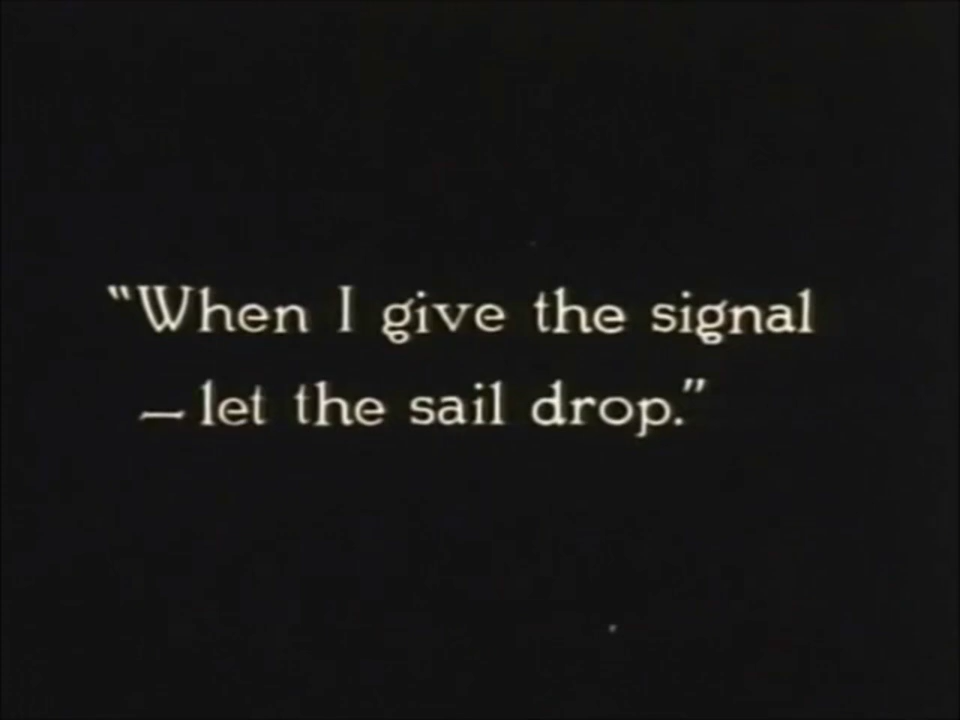 “When I give the signal
— let the sail drop.”